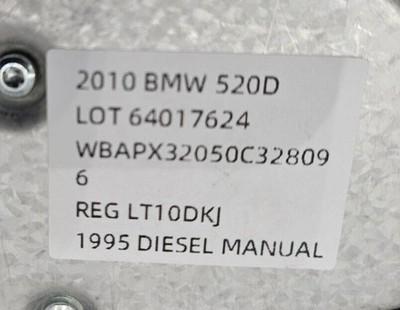 2010 BMW 520D
LOT 64017624
WBAPX32050C32809
6
REG LT10DKJ
1995 DIESEL MANUAL